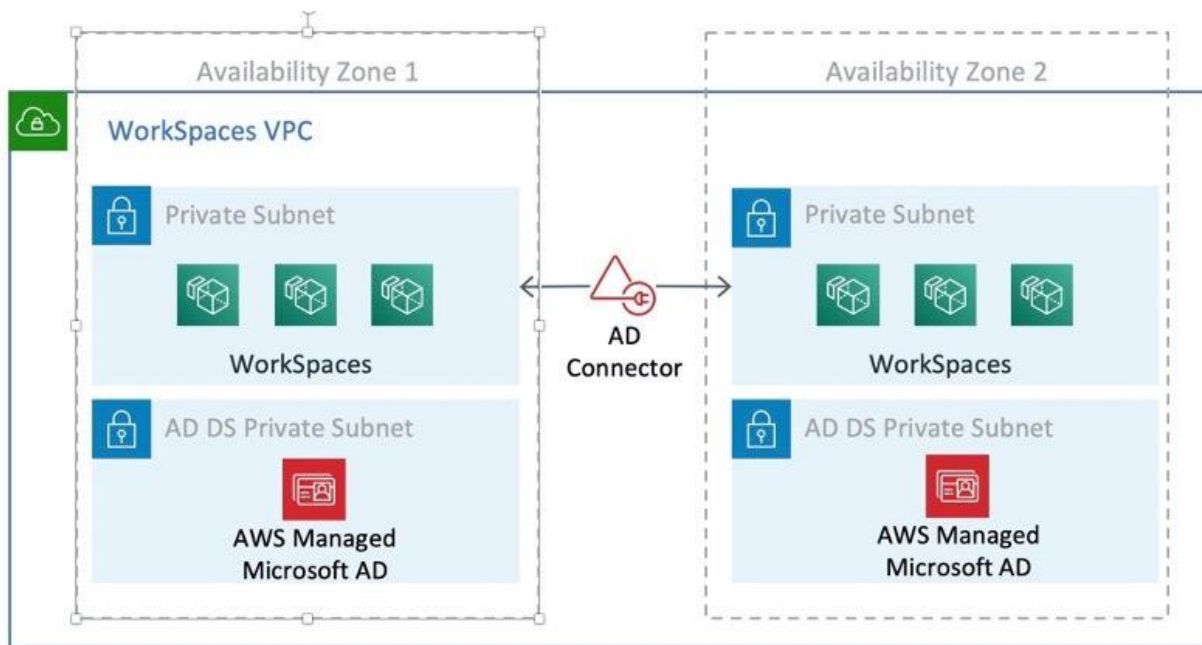 Availability Zone 1
Availability Zone 2
WorkSpaces VPC
Private Subnet
Private Subnet
WorkSpaces
AD
Connector
WorkSpaces
AD DS Private Subnet
AD DS Private Subnet
AWS Managed
Microsoft AD
AWS Managed
Microsoft AD